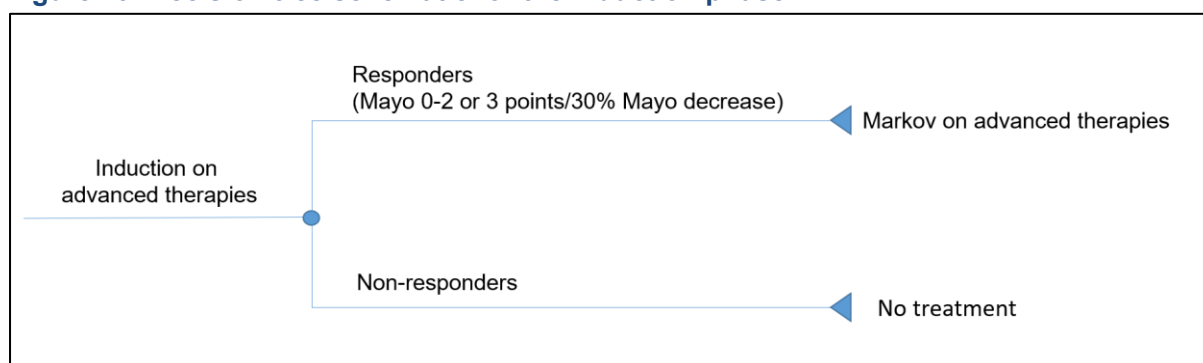 Responders
(Mayo 0-2 or 3 points/30% Mayo decrease)
Markov on advanced therapies
Induction on
advanced therapies
Non-responders
No treatment